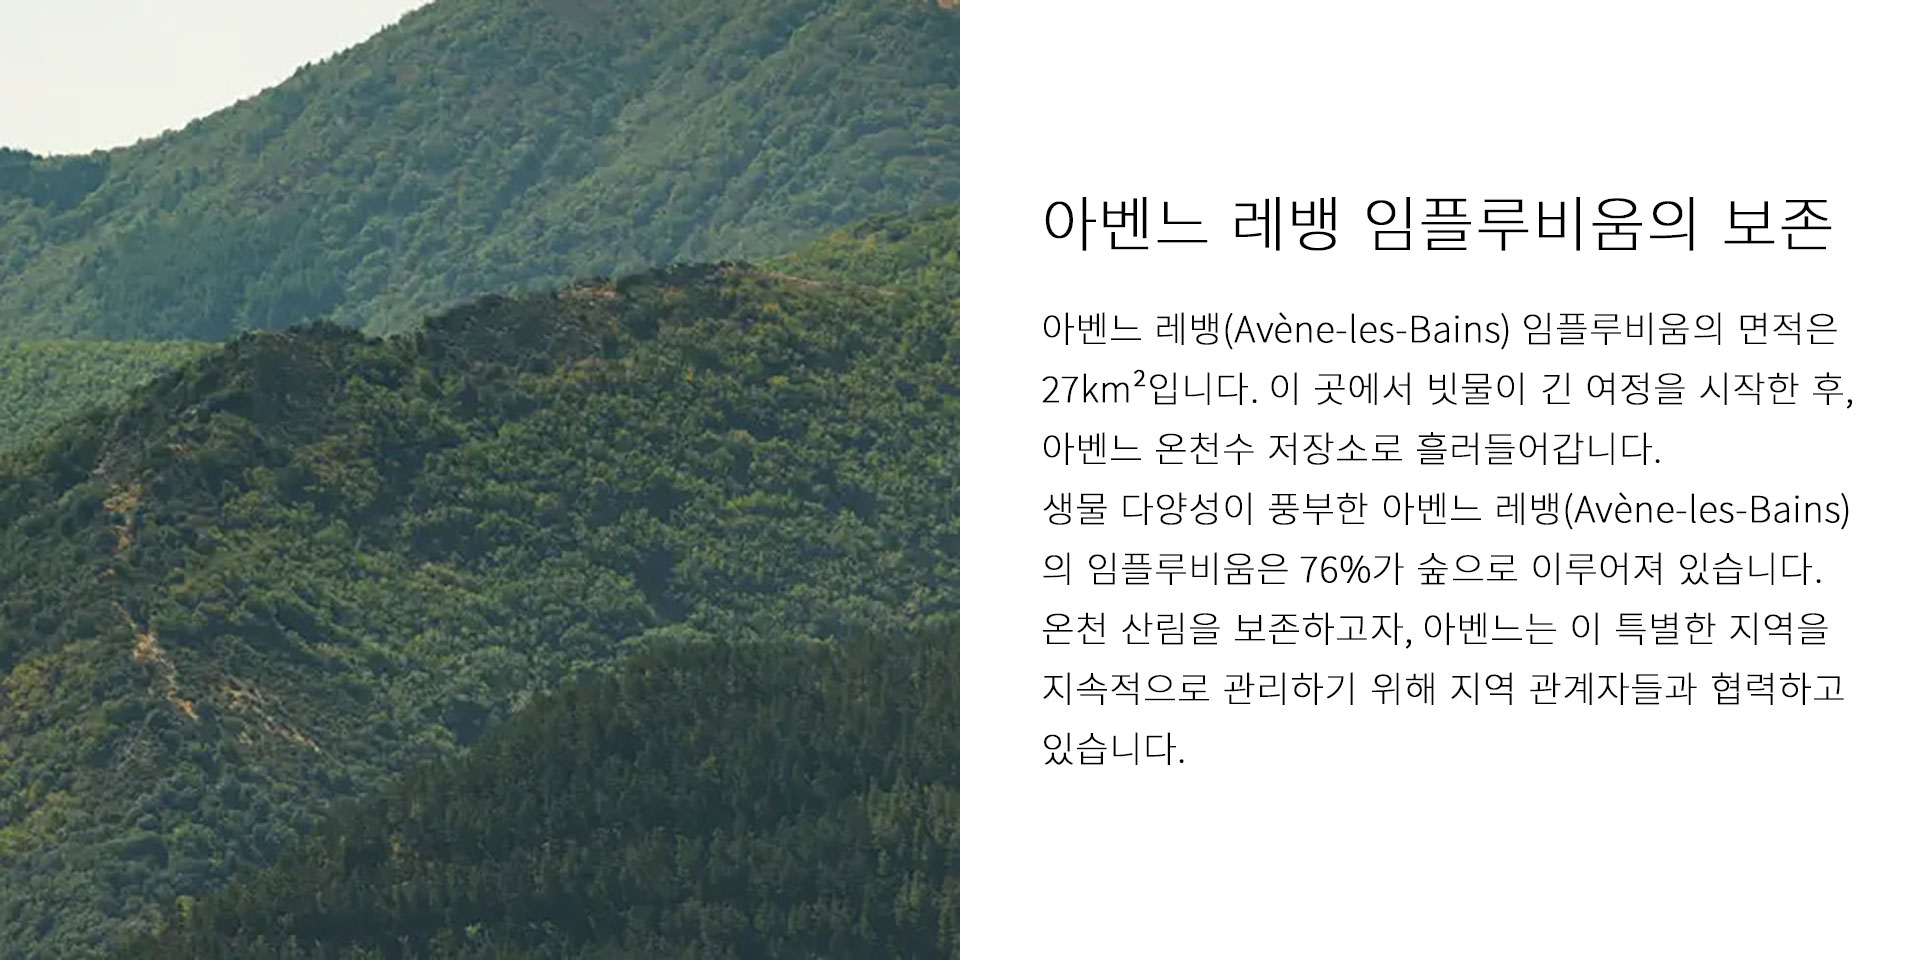 아벤느 레뱅 임플루비움의 보존
아벤느 레뱅(Avène-les-Bains) 임플루비움의 면적은
27km²입니다. 이 곳에서 빗물이 긴 여정을 시작한 후,
아벤느 온천수 저장소로 흘러들어갑니다.
생물 다양성이 풍부한 아벤느 레뱅(Avène-les-Bains)
의 임플루비움은 76%가 숲으로 이루어져 있습니다.
온천 산림을 보존하고자, 아벤느는 이 특별한 지역을
지속적으로 관리하기 위해 지역 관계자들과 협력하고
있습니다.